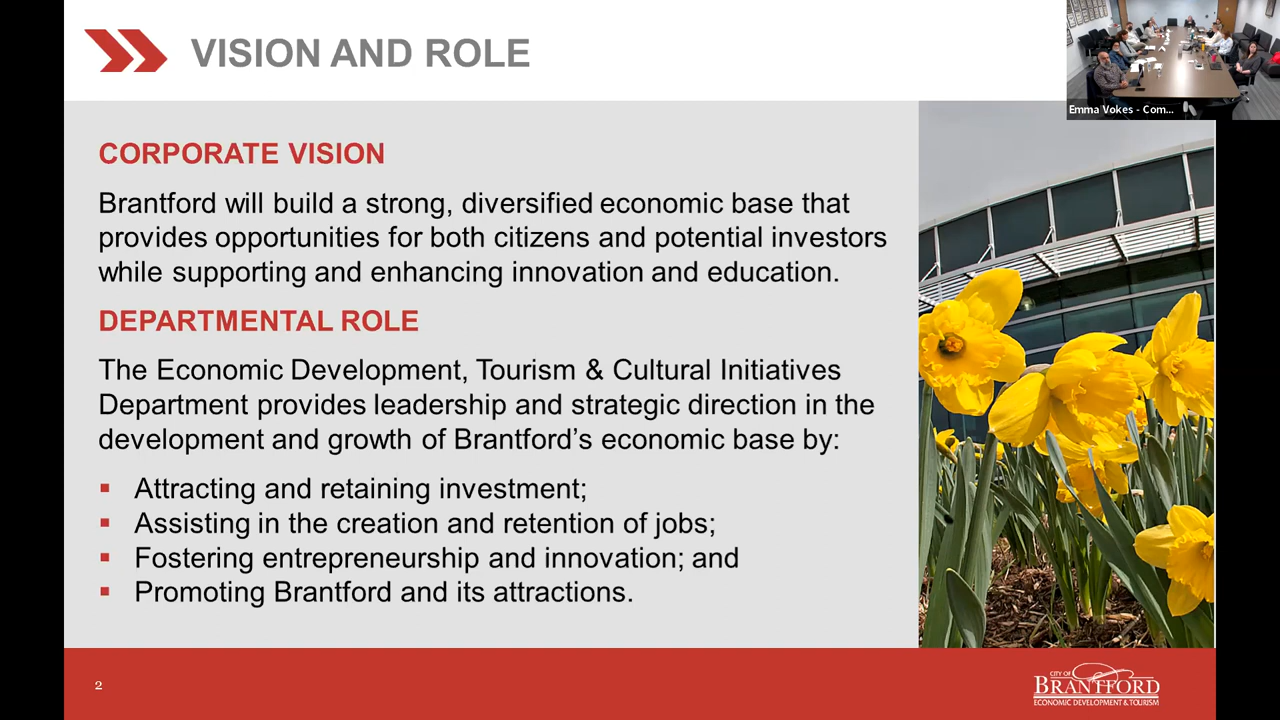 VISION AND ROLE
Emma Vokes - Com...
CORPORATE VISION
Brantford will build a strong, diversified economic base that
provides opportunities for both citizens and potential investors
while supporting and enhancing innovation and education.
DEPARTMENTAL ROLE
The Economic Development, Tourism & Cultural Initiatives
Department provides leadership and strategic direction in the
development and growth of Brantford’s economic base by:
▪ Attracting and retaining investment;
▪ Assisting in the creation and retention of jobs;
▪ Fostering entrepreneurship and innovation; and
▪ Promoting Brantford and its attractions.
2
CITY OF
BRANTFORD
ECONOMIC DEVELOPMENT & TOURISM